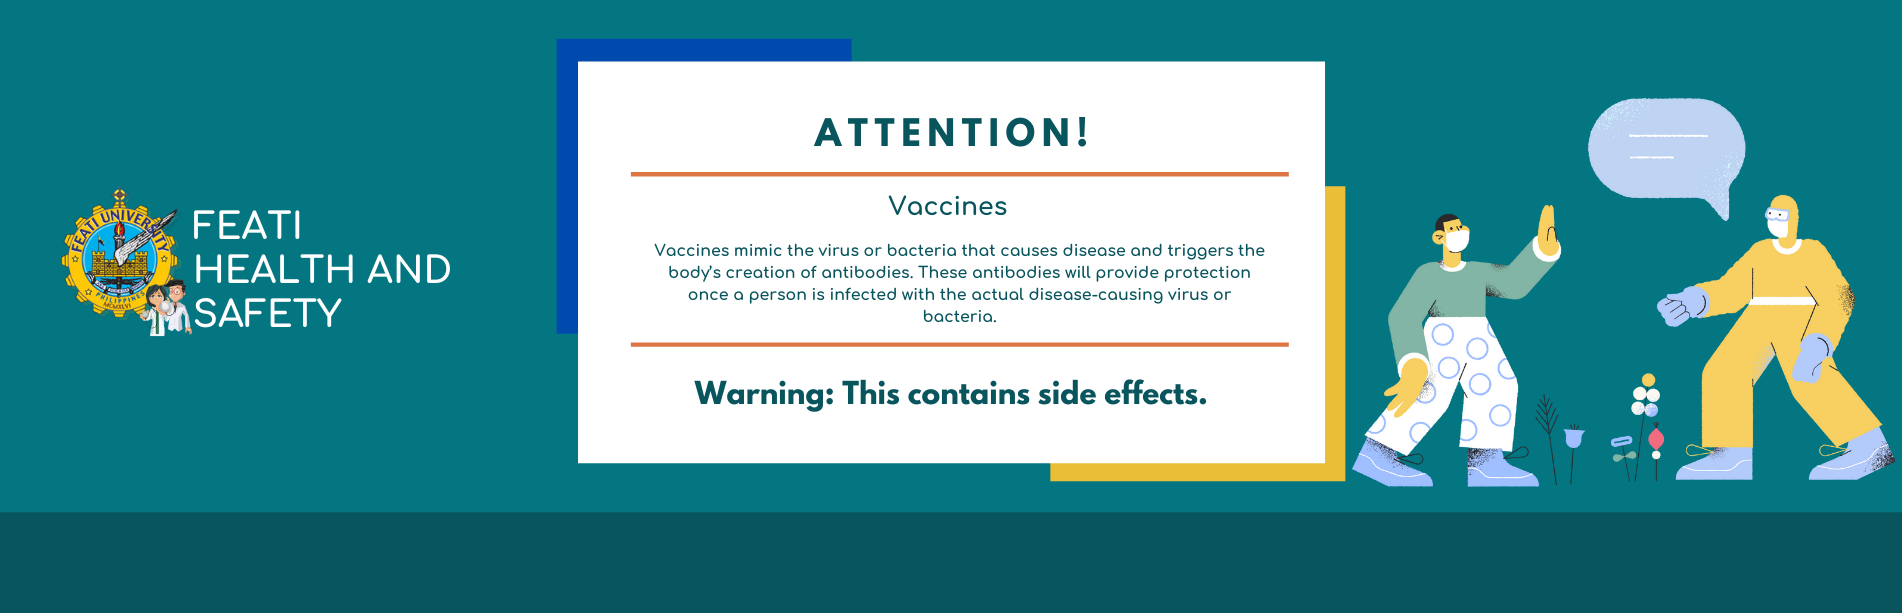 FEATI UNIVERSITY
PHILIPPINES
MCMXLVI
FEATI
HEALTH AND
SAFETY
ATTENTION!
Vaccines
Vaccines mimic the virus or bacteria that causes disease and triggers the
body's creation of antibodies. These antibodies will provide protection
once a person is infected with the actual disease-causing virus or
bacteria.
Warning: This contains side effects.